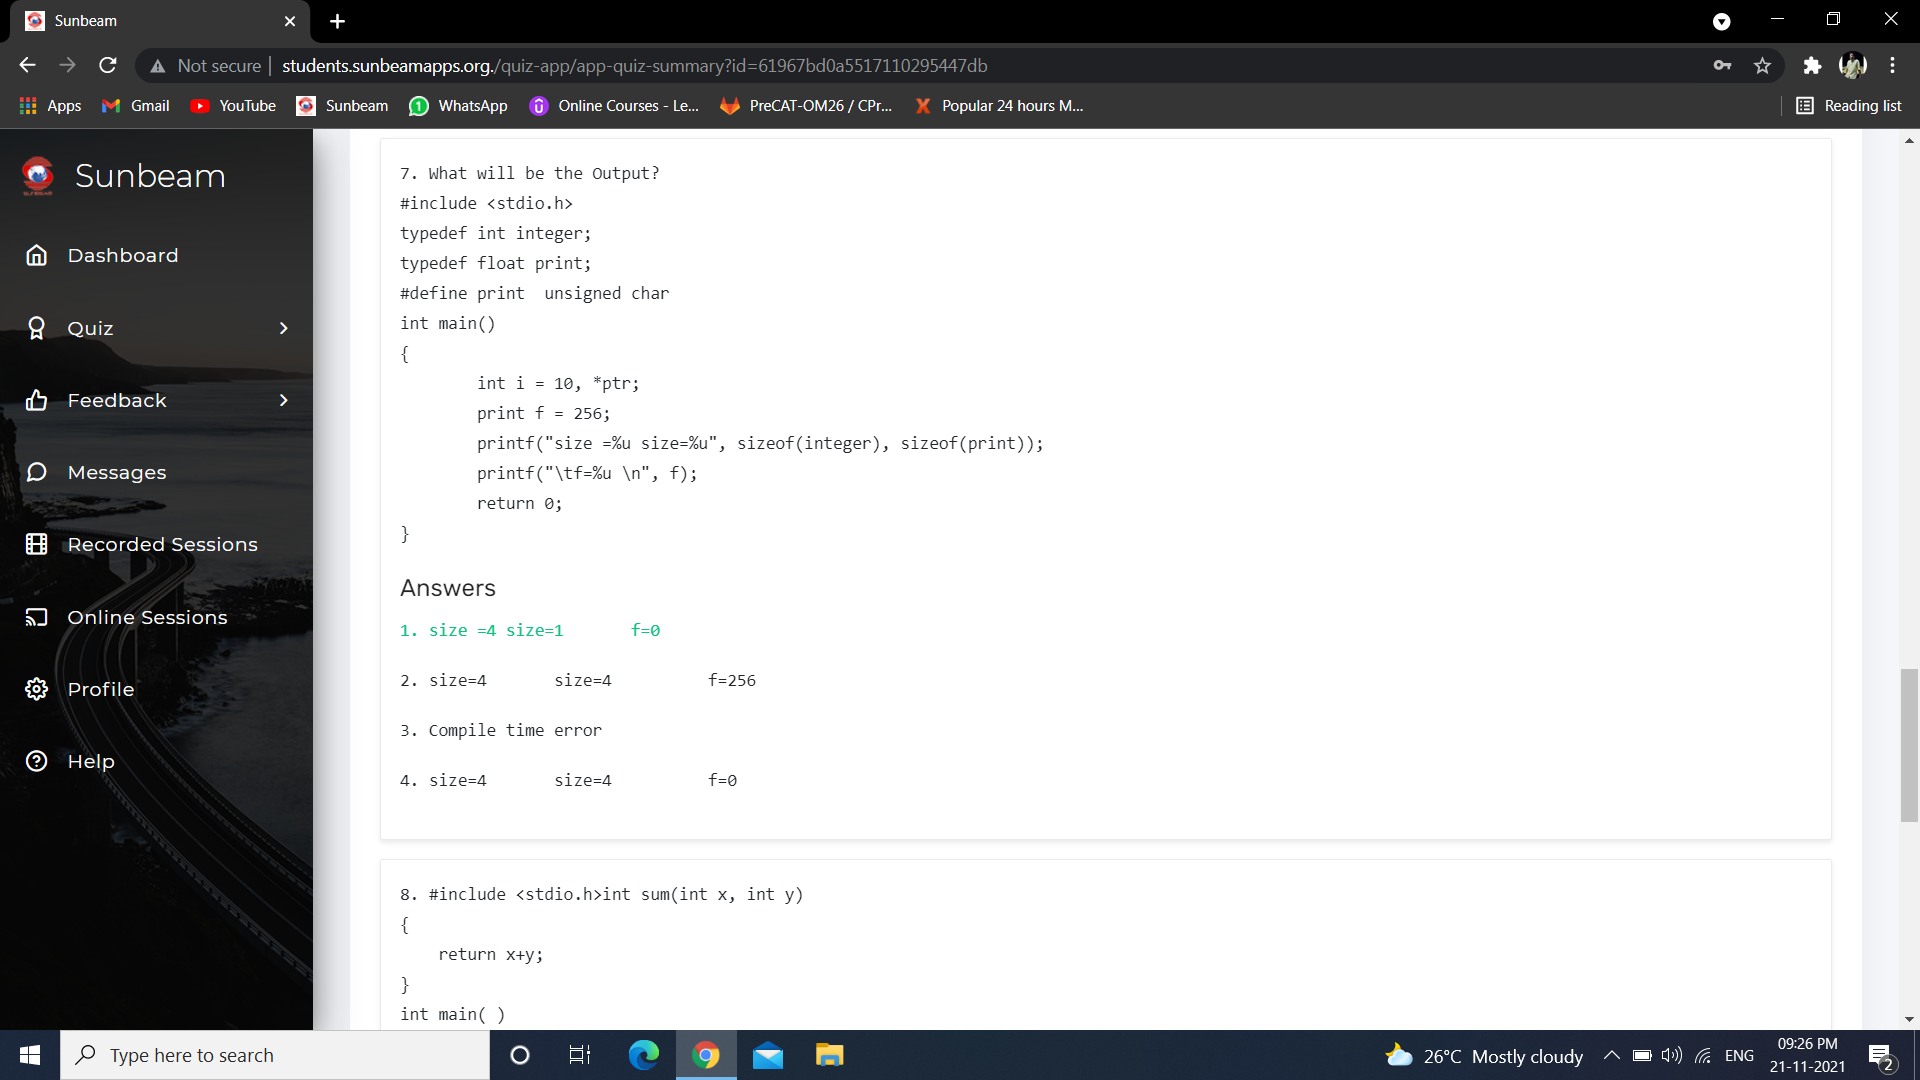 Sunbeam
Not secure
students.sunbeamapps.org./quiz-app/app-quiz-summary?id=61967bd0a5517110295447db
Apps
Gmail
YouTube
Sunbeam
1
WhatsApp
Online Courses - Le...
PreCAT-OM26 / CPr...
Popular 24 hours M...
Reading list
Sunbeam
Dashboard
Quiz
Feedback
Messages
Recorded Sessions
Online Sessions
Profile
Help
7. What will be the Output?
#include <stdio.h>
typedef int integer;
typedef float print;
#define print  unsigned char
int main()
{
        int i = 10, *ptr;
        print f = 256;
        printf("size =%u size=%u", sizeof(integer), sizeof(print));
        printf("\tf=%u \n", f);
        return 0;
}
Answers
1. size =4 size=1       f=0
2. size=4       size=4          f=256
3. Compile time error
4. size=4       size=4          f=0
8. #include <stdio.h>int sum(int x, int y)
{
    return x+y;
}
int main( )
Type here to search
26°C  Mostly cloudy
ENG
09:26 PM
21-11-2021
2